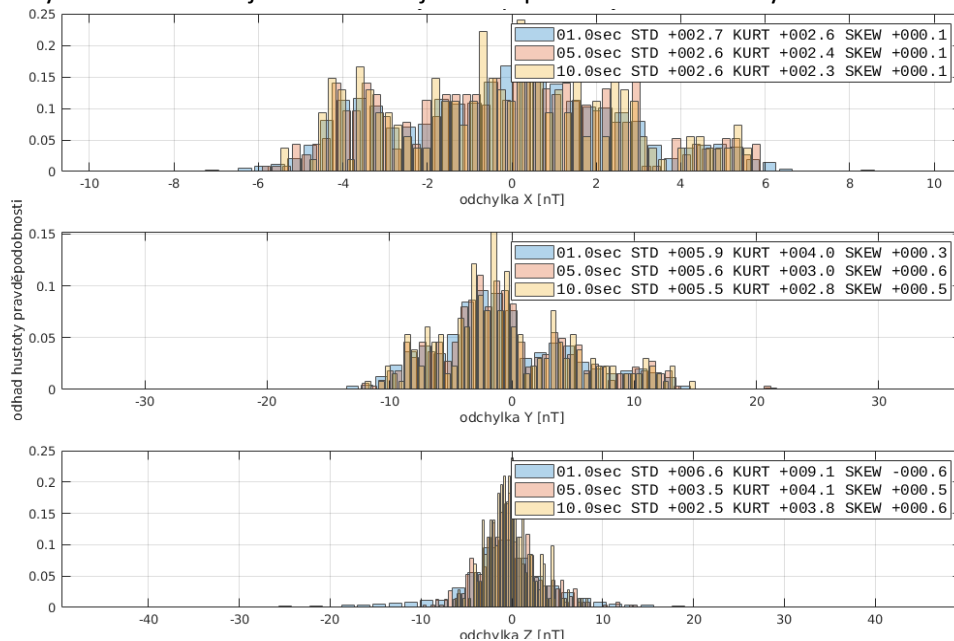 0.25
0.2
0.15
0.1
0.05
0
01.0sec STD +002.7 KURT +002.6 SKEW +000.1
05.0sec STD +002.6 KURT +002.4 SKEW +000.1
10.0sec STD +002.6 KURT +002.3 SKEW +000.1
-10 -8 -6 -4 -2 0 2 4 6 8 10
odchylka X [nT]
odhad hustoty pravděpodobnosti
0.15
0.1
0.05
0
01.0sec STD +005.9 KURT +004.0 SKEW +000.3
05.0sec STD +005.6 KURT +003.0 SKEW +000.6
10.0sec STD +005.5 KURT +002.8 SKEW +000.5
-30 -20 -10 0 10 20 30
odchylka Y [nT]
0.25
0.2
0.15
0.1
0.05
0
01.0sec STD +006.6 KURT +009.1 SKEW -000.6
05.0sec STD +003.5 KURT +004.1 SKEW +000.5
10.0sec STD +002.5 KURT +003.8 SKEW +000.6
-40 -30 -20 -10 0 10 20 30 40
odchylka Z [nT]